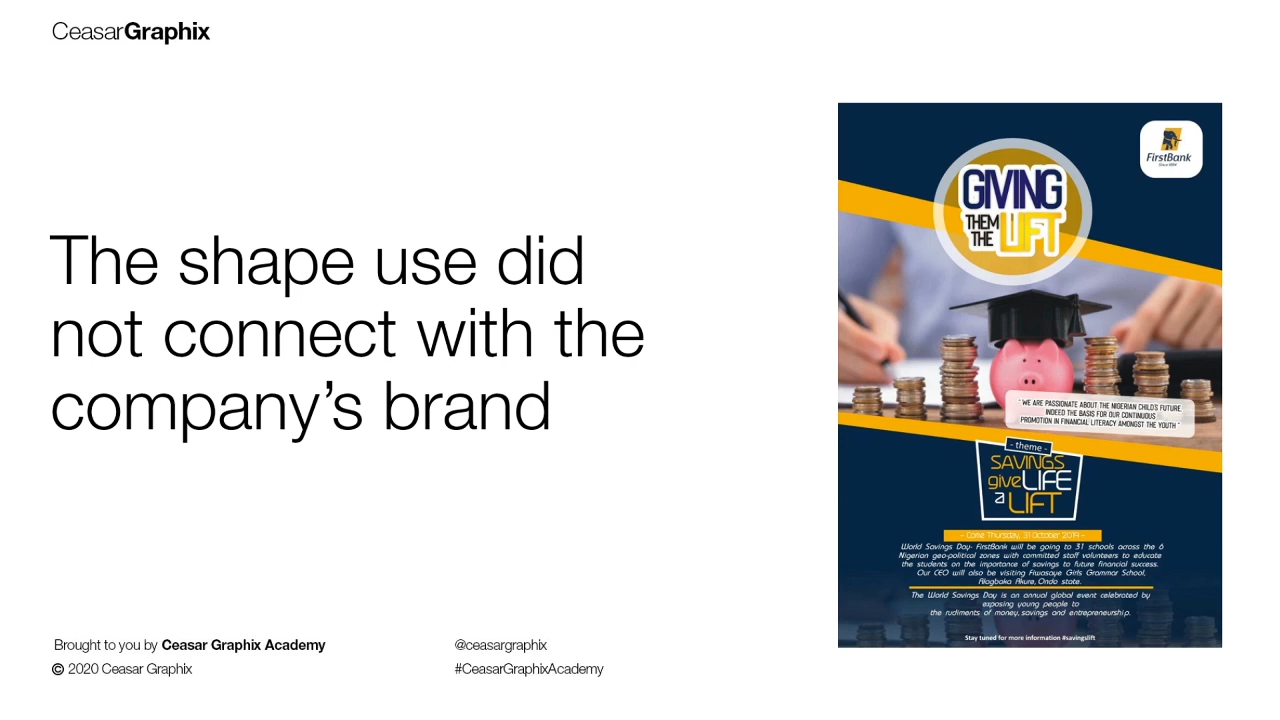 CeasarGraphix
The shape use did
not connect with the
company’s brand
FirstBank
Since 1894
GIVING
THEM
THE LIFT
" WE ARE PASSIONATE ABOUT THE NIGERIAN CHILD'S FUTURE
INDEED THE BASIS FOR OUR CONTINUOUS
PROMOTION IN FINANCIAL LITERACY AMONGST THE YOUTH "
- theme -
SAVINGS
give LIFE
a LIFT
- Come Thursday, 31 October 2019 -
World Savings Day- FirstBank will be going to 31 schools across the 6
Nigerian geo-political zones with committed staff volunteers to educate
the students on the importance of savings to future financial success.
Our CEO will also be visiting Fiwasaye Girls Grammar School,
Alagbaka Akure, Ondo state.
The World Savings Day is an annual global event celebrated by
exposing young people to
the rudiments of money, savings and entrepreneurship.
Stay tuned for more information #savingslift
Brought to you by Ceasar Graphix Academy
© 2020 Ceasar Graphix
@ceasargraphix
#CeasarGraphixAcademy